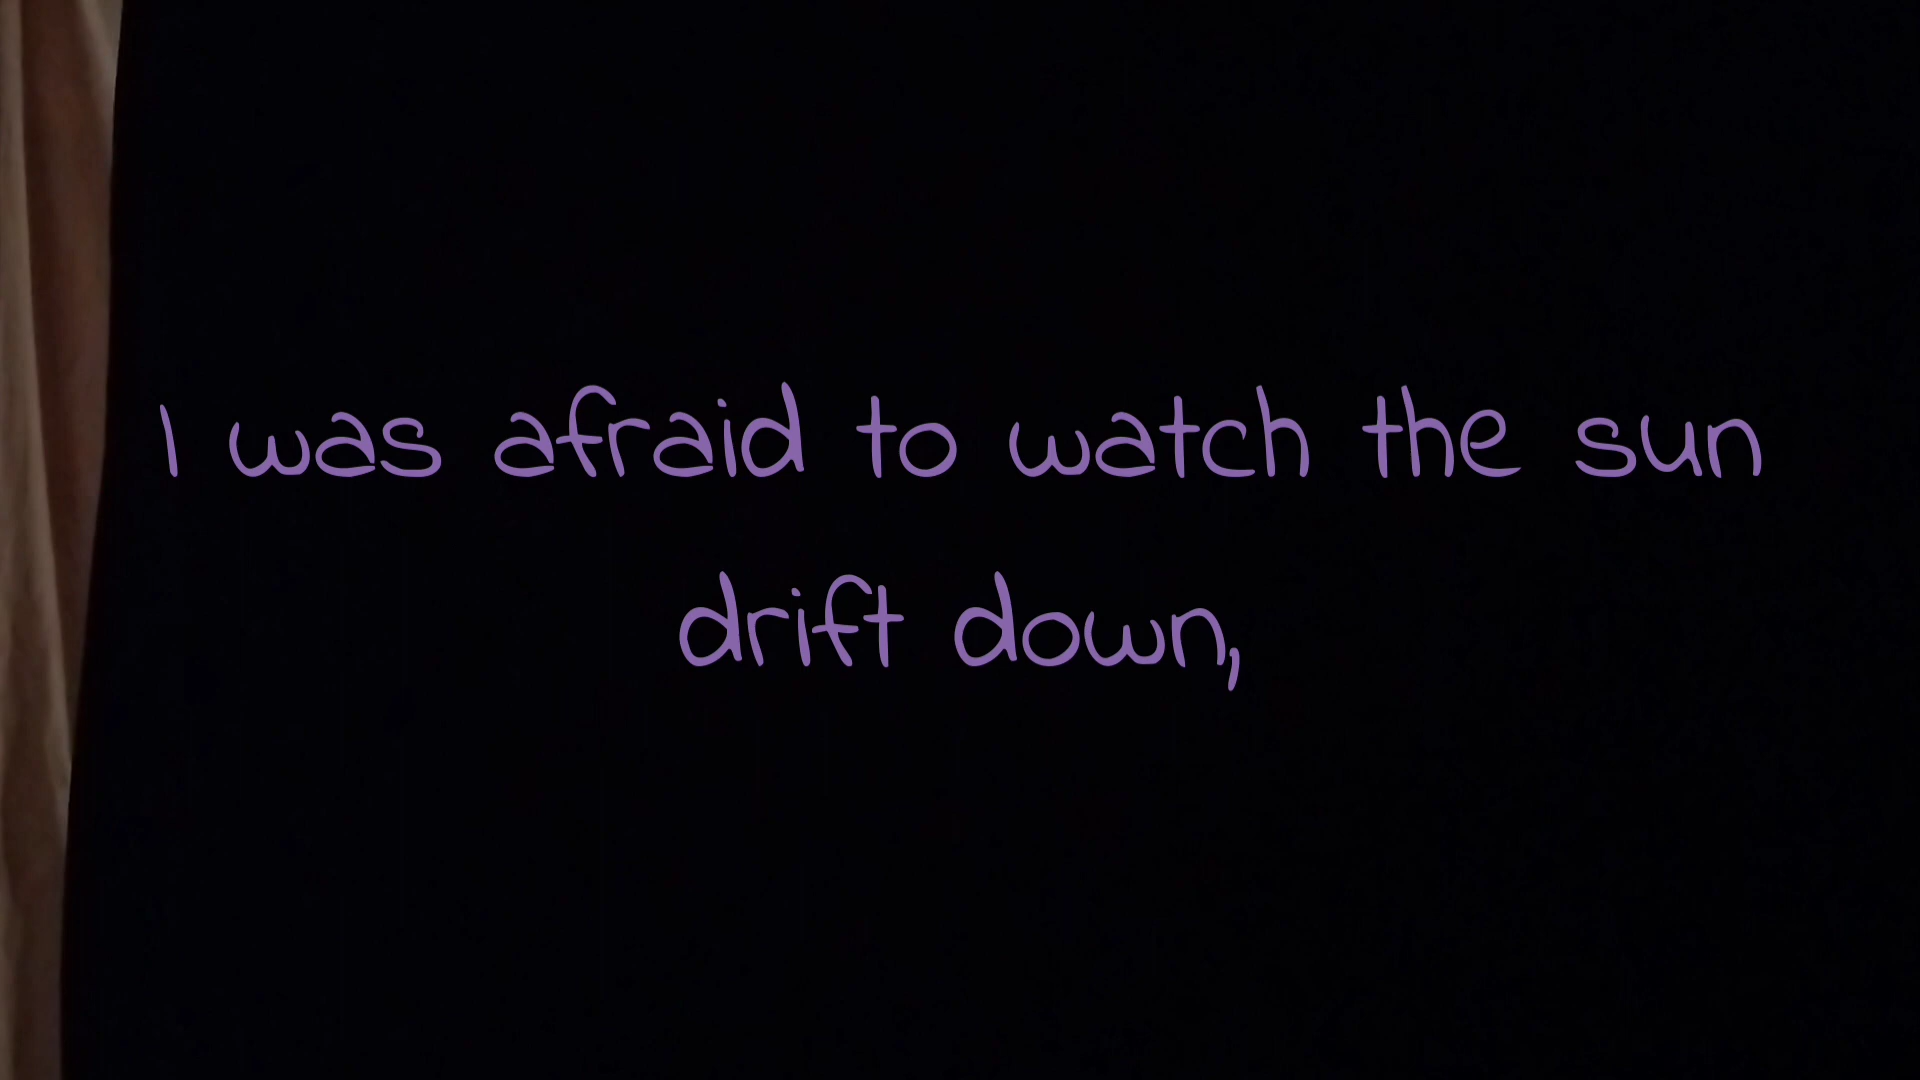 I was afraid to watch the sun
drift down,